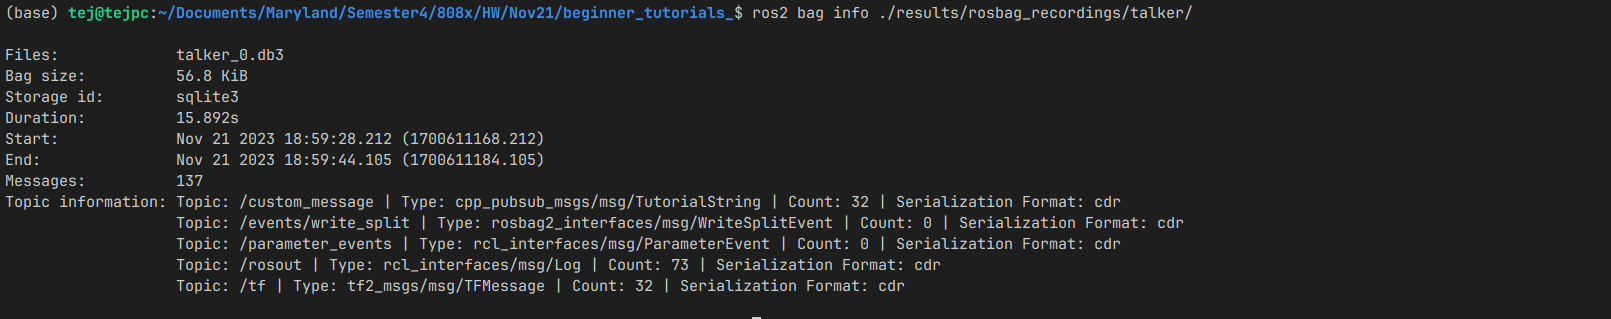 (base) tej@tejpc:~/Documents/Maryland/Semester4/808x/HW/Nov21/beginner_tutorials_$ ros2 bag info ./results/rosbag_recordings/talker/
Files:             talker_0.db3
Bag size:          56.8 KiB
Storage id:        sqlite3
Duration:          15.892s
Start:             Nov 21 2023 18:59:28.212 (1700611168.212)
End:               Nov 21 2023 18:59:44.105 (1700611184.105)
Messages:          137
Topic information: Topic: /custom_message | Type: cpp_pubsub_msgs/msg/TutorialString | Count: 32 | Serialization Format: cdr
                   Topic: /events/write_split | Type: rosbag2_interfaces/msg/WriteSplitEvent | Count: 0 | Serialization Format: cdr
                   Topic: /parameter_events | Type: rcl_interfaces/msg/ParameterEvent | Count: 0 | Serialization Format: cdr
                   Topic: /rosout | Type: rcl_interfaces/msg/Log | Count: 73 | Serialization Format: cdr
                   Topic: /tf | Type: tf2_msgs/msg/TFMessage | Count: 32 | Serialization Format: cdr